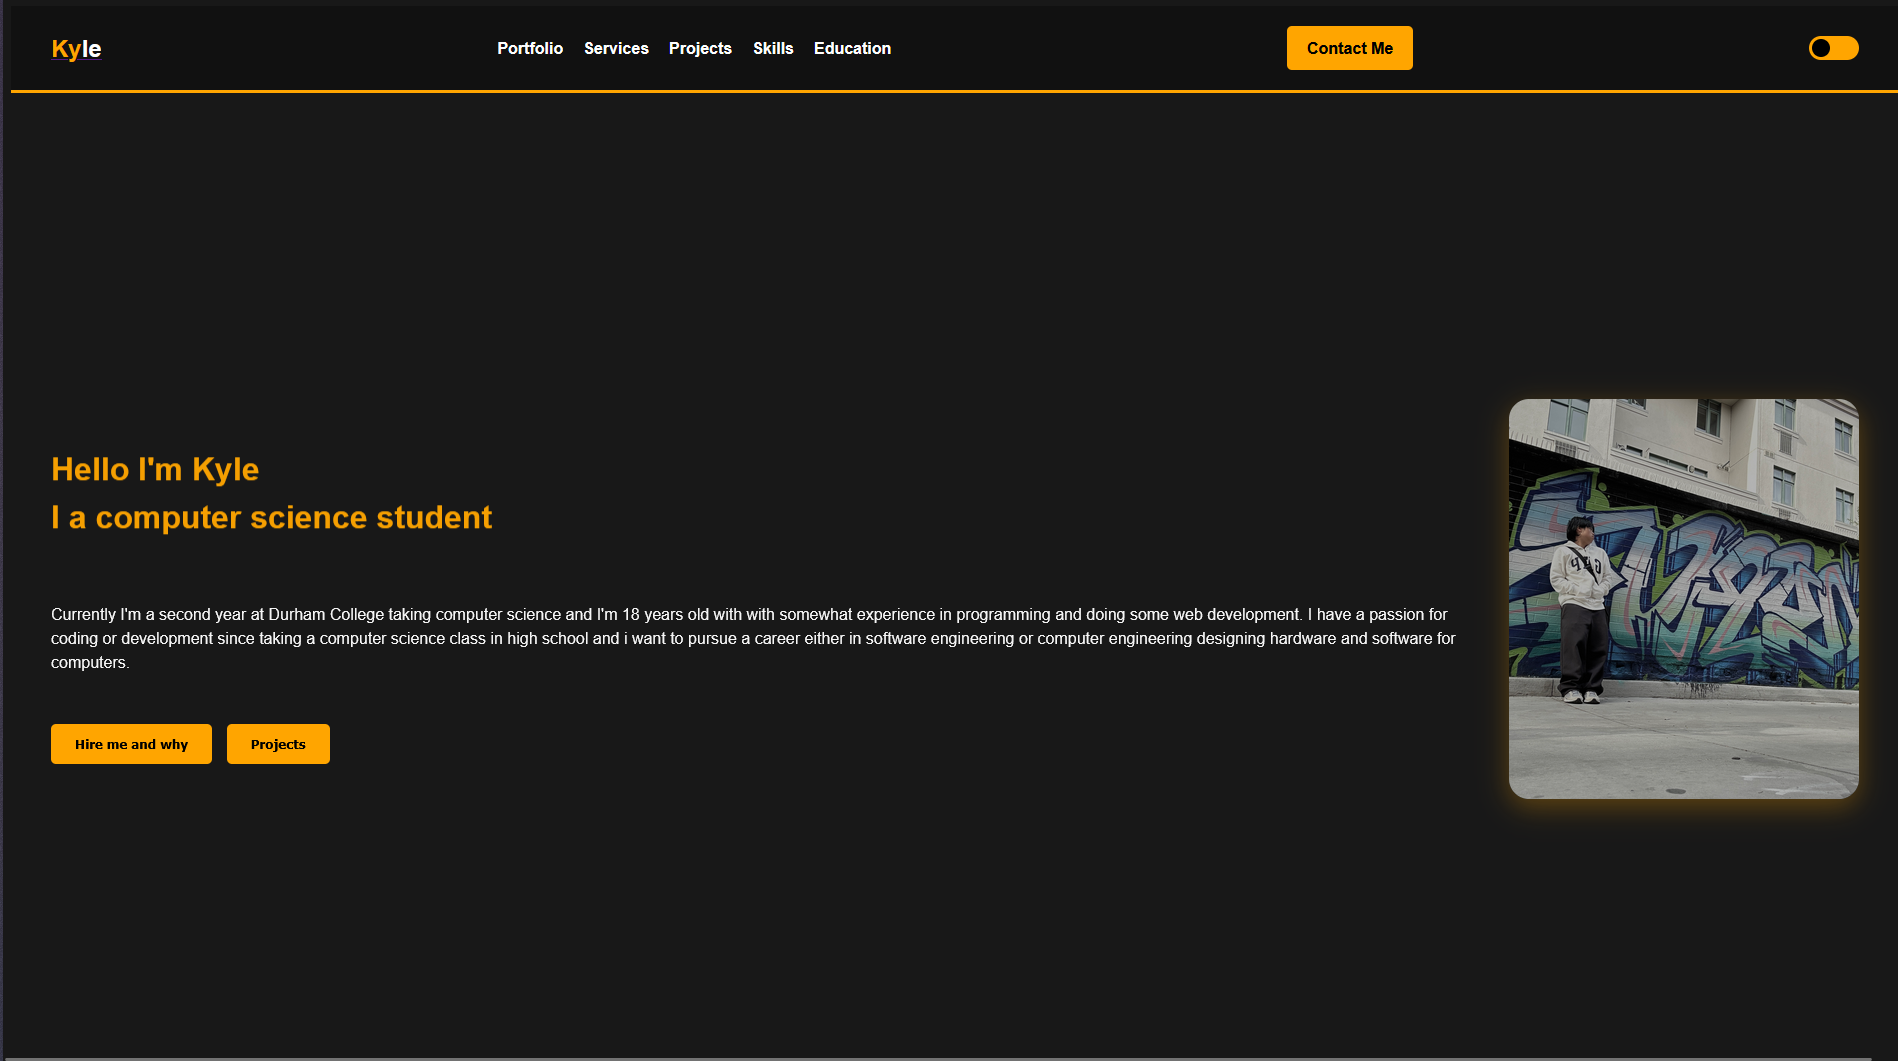 Kyle
Portfolio Services Projects Skills Education
Contact Me
Hello I'm Kyle
I a computer science student
Currently I'm a second year at Durham College taking computer science and I'm 18 years old with with somewhat experience in programming and doing some web development. I have a passion for
coding or development since taking a computer science class in high school and i want to pursue a career either in software engineering or computer engineering designing hardware and software for
computers.
Hire me and why
Projects